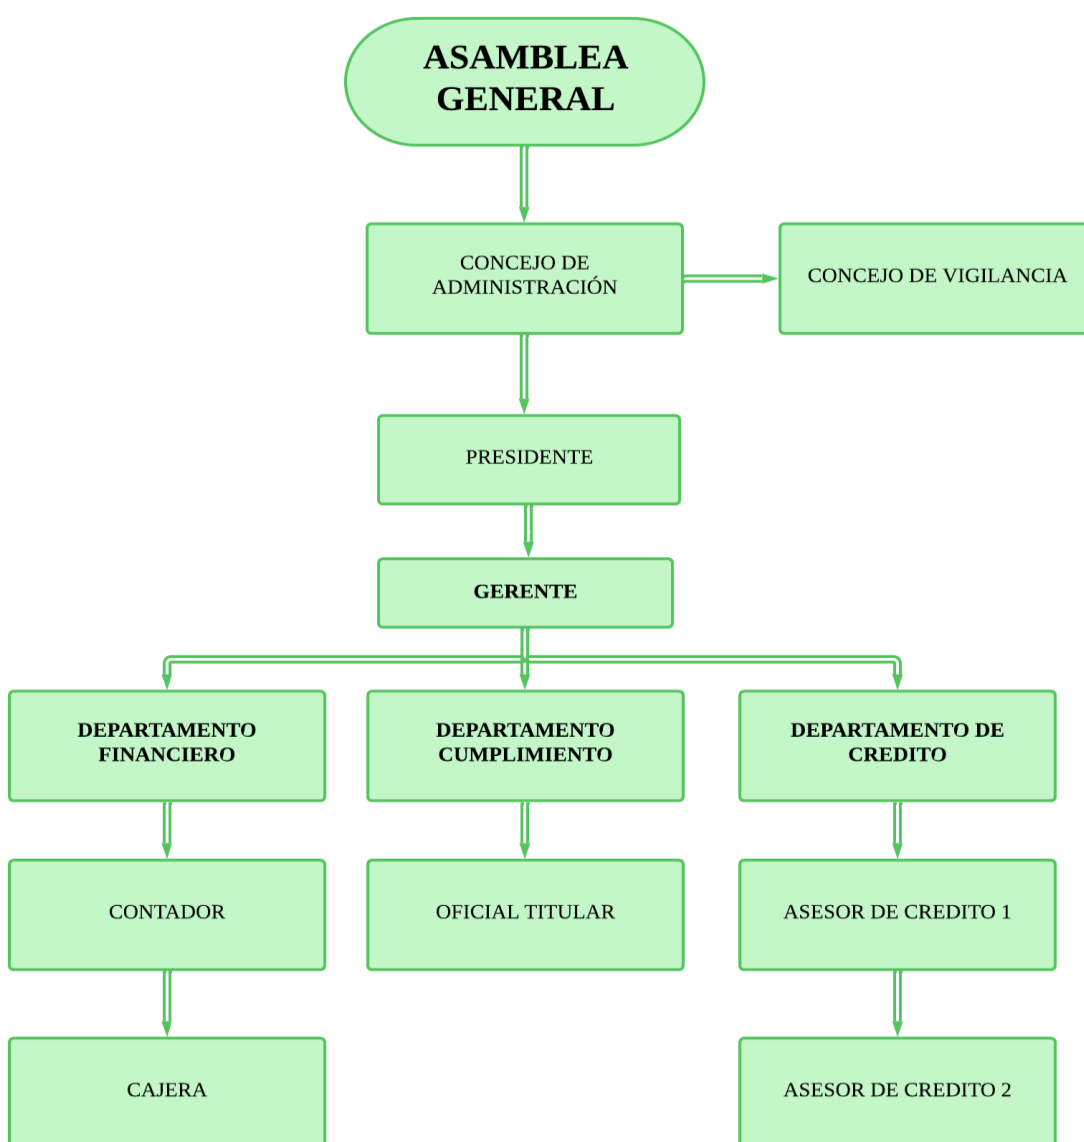 ASAMBLEA
GENERAL
CONCEJO DE
ADMINISTRACIÓN
CONCEJO DE VIGILANCIA
PRESIDENTE
GERENTE
DEPARTAMENTO
FINANCIERO
DEPARTAMENTO
CUMPLIMIENTO
DEPARTAMENTO DE
CREDITO
CONTADOR
OFICIAL TITULAR
ASESOR DE CREDITO 1
CAJERA
ASESOR DE CREDITO 2